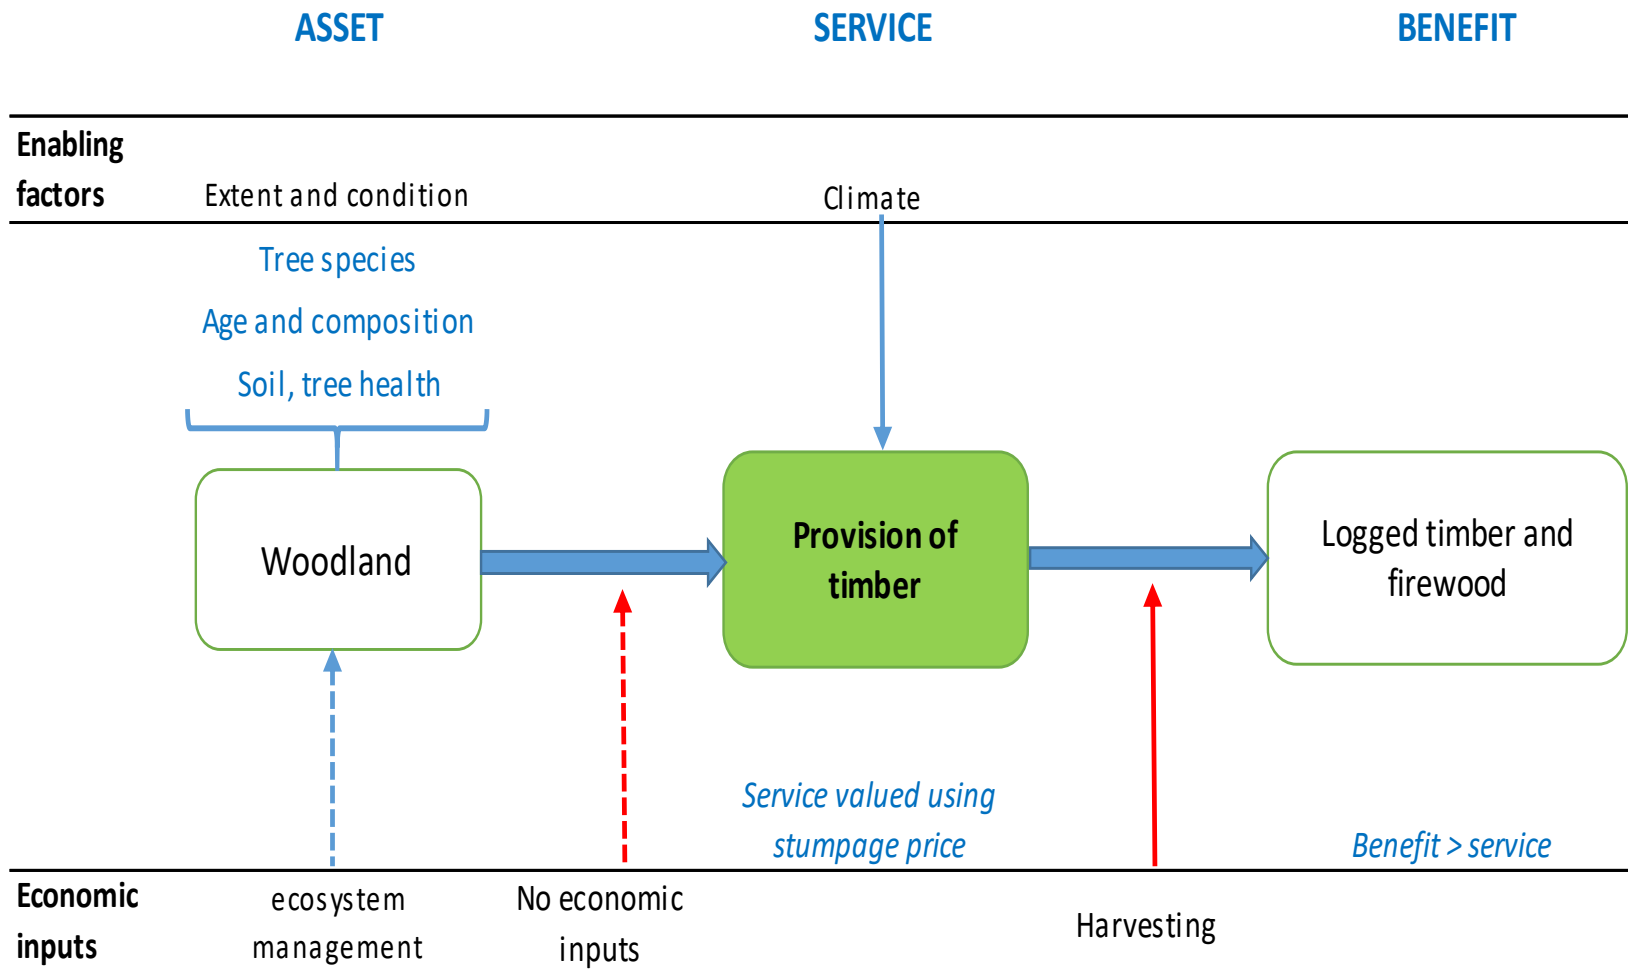 ASSET
SERVICE
BENEFIT
Enabling
factors
Extent and condition
Climate
Tree species
Age and composition
Soil, tree health
Woodland
Provision of
timber
Logged timber and
firewood
Service valued using
stumpage price
Benefit > service
Economic
inputs
ecosystem
management
No economic
inputs
Harvesting